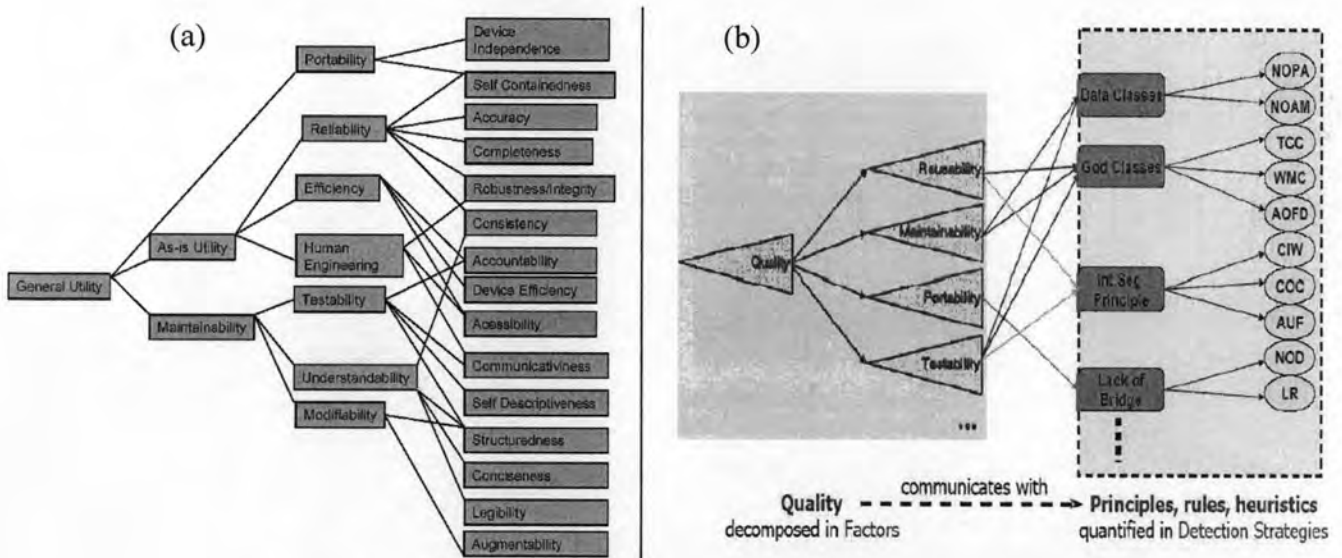 (a)
General Utility
As-is Utility
Maintainability
Portability
Reliability
Efficiency
Human
Engineering
Testability
Understandability
Modifiability
Device
Independence
Self Containedness
Accuracy
Completeness
Robustness/Integrity
Consistency
Accountability
Device Efficiency
Acessibility
Communicativiness
Self Descriptiveness
Structuredness
Conciseness
Legibility
Augmentability
(b)
Quality
Reusability
Maintainability
Portability
Testability
...
Data Classes
God Classes
Int.Seg
Principle
Lack of
Bridge
NOPA
NOAM
TCC
WMC
AOFD
CIW
COC
AUF
NOD
LR
Quality
decomposed in Factors
communicates with
Principles, rules, heuristics
quantified in Detection Strategies